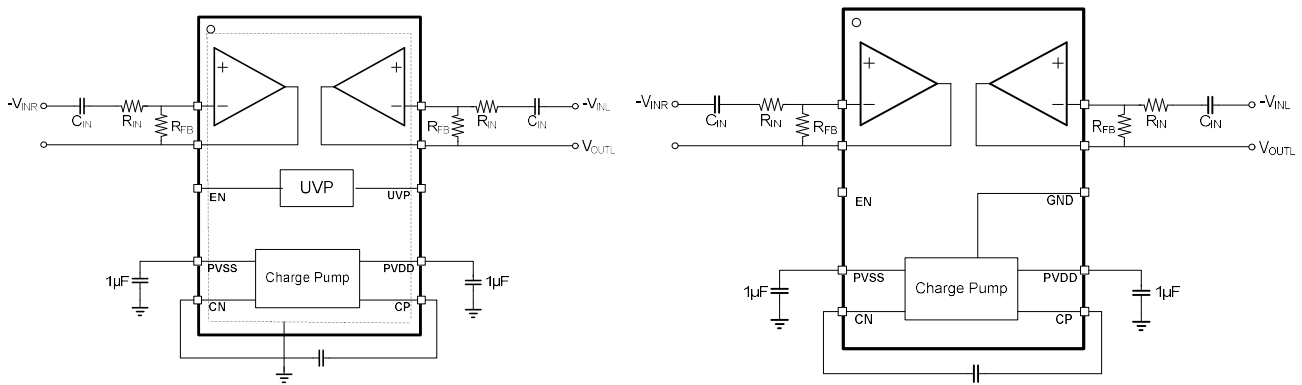 -VINR
CIN
RIN
RFB
+
−
+
−
RFB
RIN
CIN
-VINL
VOUTL
EN
UVP
UVP
1µF
PVSS
Charge Pump
PVDD
1µF
CN
CP
-VINR
CIN
RIN
RFB
+
−
+
−
RFB
RIN
CIN
-VINL
VOUTL
EN
GND
1µF
PVSS
Charge Pump
PVDD
1µF
CN
CP